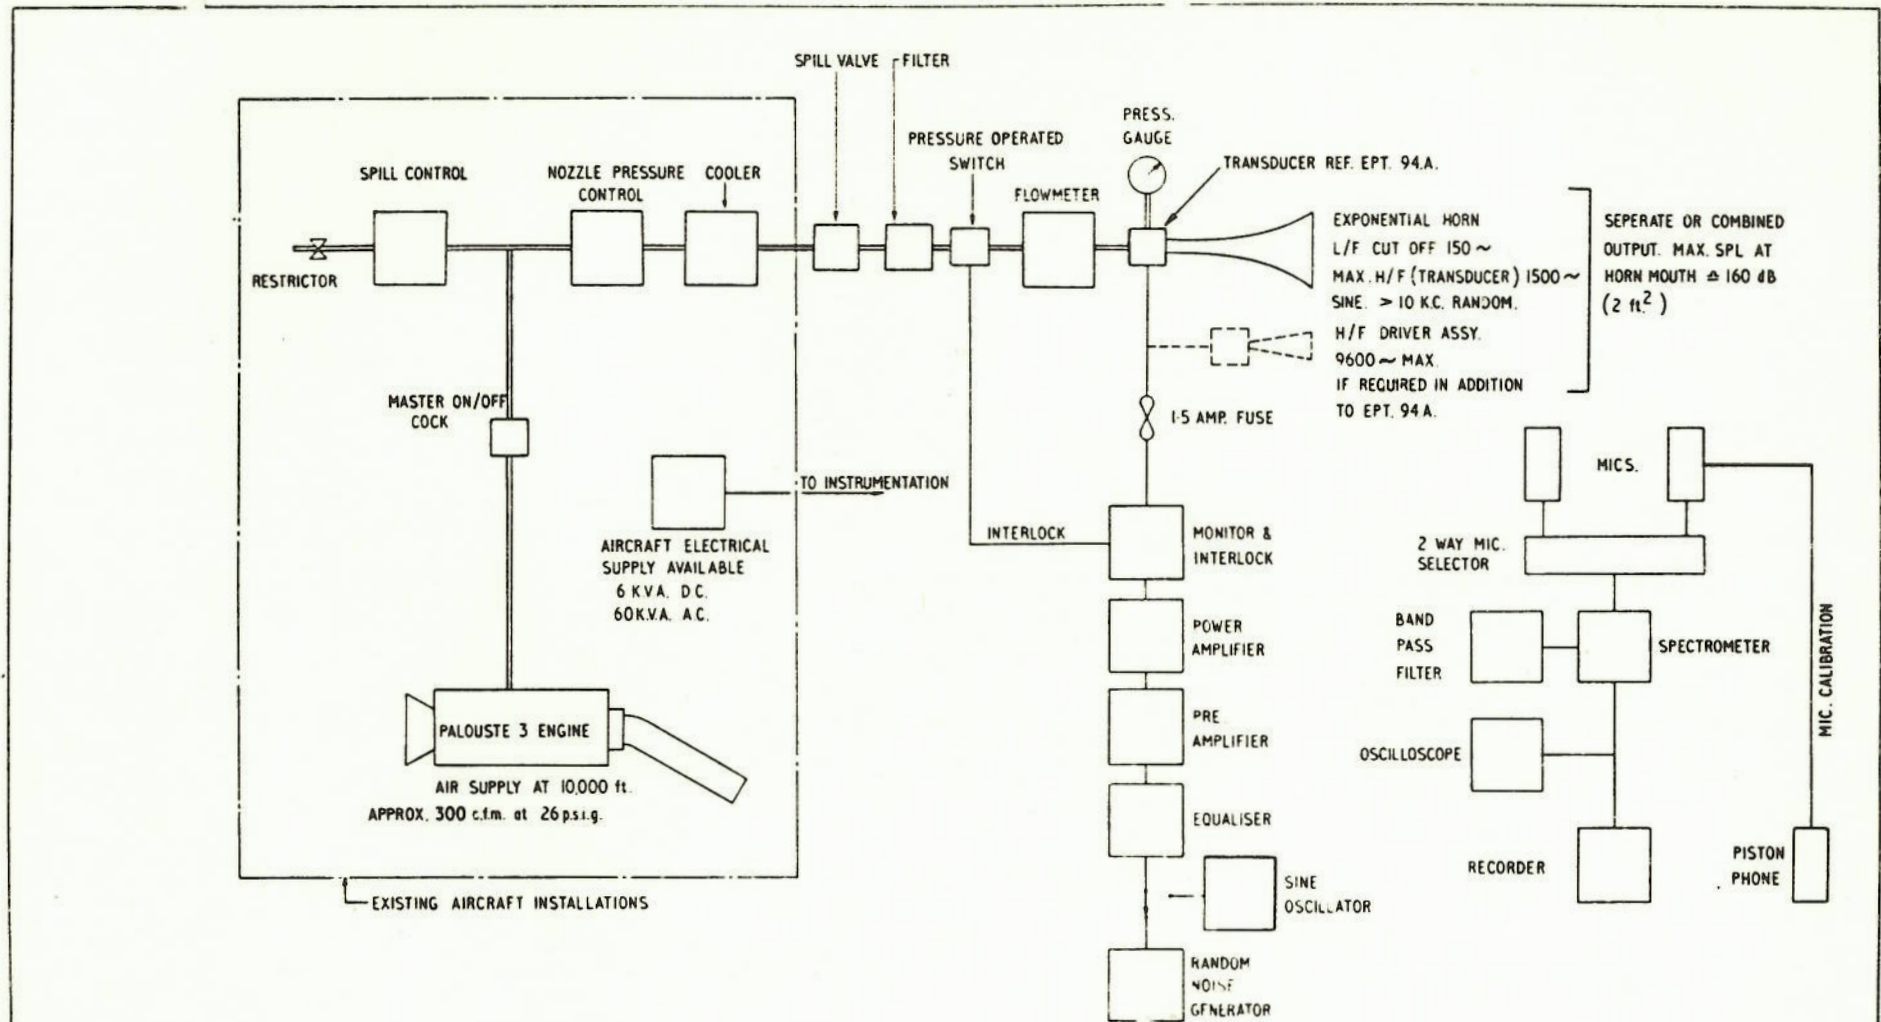 SPILL VALVE
FILTER
PRESS.
GAUGE
PRESSURE OPERATED
SWITCH
TRANSDUCER REF. EPT. 94.A.
SPILL CONTROL
NOZZLE PRESSURE
CONTROL
COOLER
FLOWMETER
RESTRICTOR
EXPONENTIAL HORN
L/F CUT OFF 150 ~
MAX. H/F (TRANSDUCER) 1500 ~
SINE. > 10 K.C. RANDOM.
SEPERATE OR COMBINED
OUTPUT. MAX. SPL AT
HORN MOUTH ≏ 160 dB
(2 ft.²)
H/F DRIVER ASSY.
9600 ~ MAX.
IF REQUIRED IN ADDITION
TO EPT. 94A.
MASTER ON/OFF
COCK
1·5 AMP. FUSE
MICS.
TO INSTRUMENTATION
AIRCRAFT ELECTRICAL
SUPPLY AVAILABLE
6 KVA. D.C.
60K.V.A. A.C.
INTERLOCK
MONITOR &
INTERLOCK
2 WAY MIC.
SELECTOR
POWER
AMPLIFIER
BAND
PASS
FILTER
SPECTROMETER
MIC. CALIBRATION
PALOUSTE 3 ENGINE
PRE
AMPLIFIER
OSCILLOSCOPE
AIR SUPPLY AT 10,000 ft.
APPROX. 300 c.f.m. at 26 p.s.i.g.
EQUALISER
RECORDER
PISTON
PHONE
EXISTING AIRCRAFT INSTALLATIONS
SINE
OSCILLATOR
RANDOM
NOISE
GENERATOR